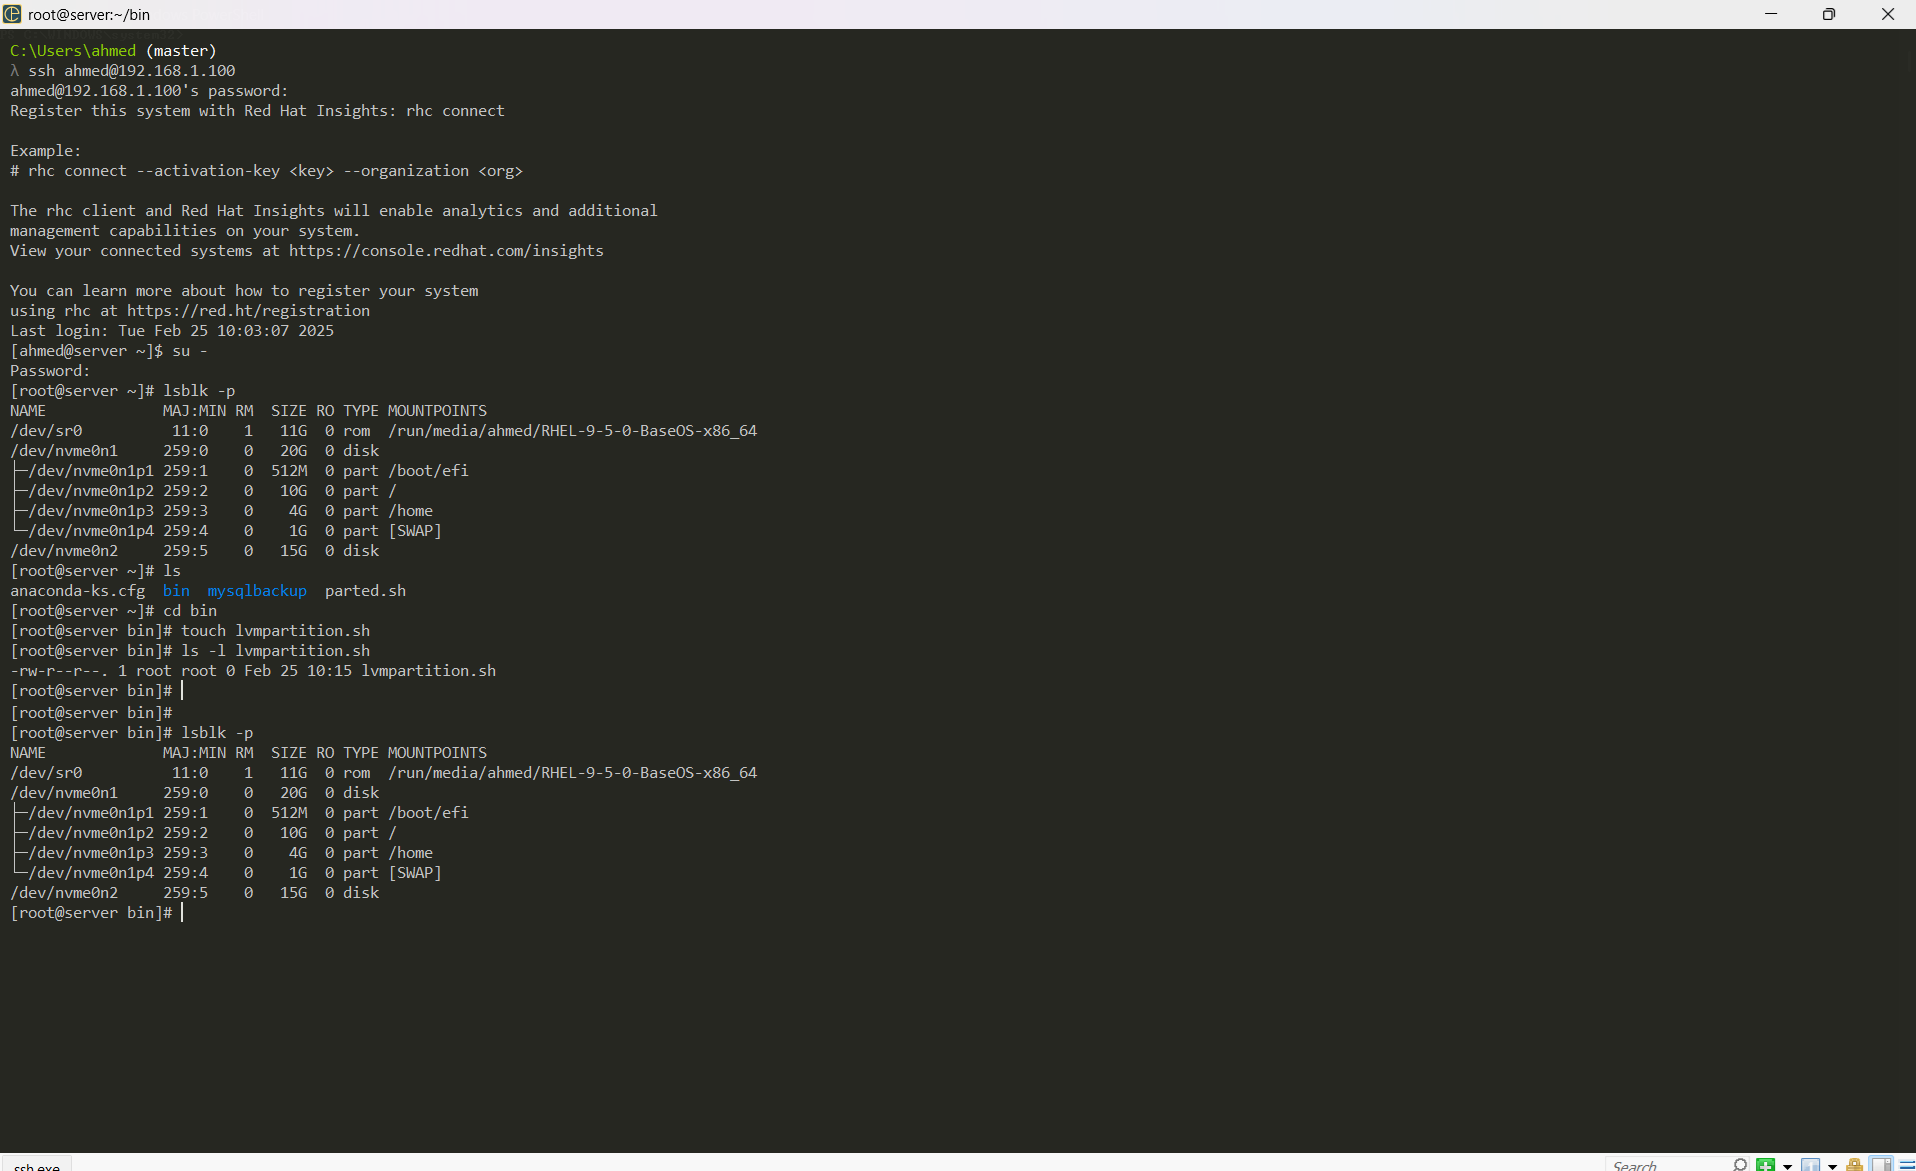 root@server:~/bin
C:\Users\ahmed (master)
λ ssh ahmed@192.168.1.100
ahmed@192.168.1.100's password:
Register this system with Red Hat Insights: rhc connect
Example:
# rhc connect --activation-key <key> --organization <org>
The rhc client and Red Hat Insights will enable analytics and additional
management capabilities on your system.
View your connected systems at https://console.redhat.com/insights
You can learn more about how to register your system
using rhc at https://red.ht/registration
Last login: Tue Feb 25 10:03:07 2025
[ahmed@server ~]$ su -
Password:
[root@server ~]# lsblk -p
NAME             MAJ:MIN RM  SIZE RO TYPE MOUNTPOINTS
/dev/sr0          11:0    1   11G  0 rom  /run/media/ahmed/RHEL-9-5-0-BaseOS-x86_64
/dev/nvme0n1     259:0    0   20G  0 disk
├─/dev/nvme0n1p1 259:1    0  512M  0 part /boot/efi
├─/dev/nvme0n1p2 259:2    0   10G  0 part /
├─/dev/nvme0n1p3 259:3    0    4G  0 part /home
└─/dev/nvme0n1p4 259:4    0    1G  0 part [SWAP]
/dev/nvme0n2     259:5    0   15G  0 disk
[root@server ~]# ls
anaconda-ks.cfg  bin  mysqlbackup  parted.sh
[root@server ~]# cd bin
[root@server bin]# touch lvmpartition.sh
[root@server bin]# ls -l lvmpartition.sh
-rw-r--r--. 1 root root 0 Feb 25 10:15 lvmpartition.sh
[root@server bin]#
[root@server bin]#
[root@server bin]# lsblk -p
NAME             MAJ:MIN RM  SIZE RO TYPE MOUNTPOINTS
/dev/sr0          11:0    1   11G  0 rom  /run/media/ahmed/RHEL-9-5-0-BaseOS-x86_64
/dev/nvme0n1     259:0    0   20G  0 disk
├─/dev/nvme0n1p1 259:1    0  512M  0 part /boot/efi
├─/dev/nvme0n1p2 259:2    0   10G  0 part /
├─/dev/nvme0n1p3 259:3    0    4G  0 part /home
└─/dev/nvme0n1p4 259:4    0    1G  0 part [SWAP]
/dev/nvme0n2     259:5    0   15G  0 disk
[root@server bin]#
ssh.exe
Search